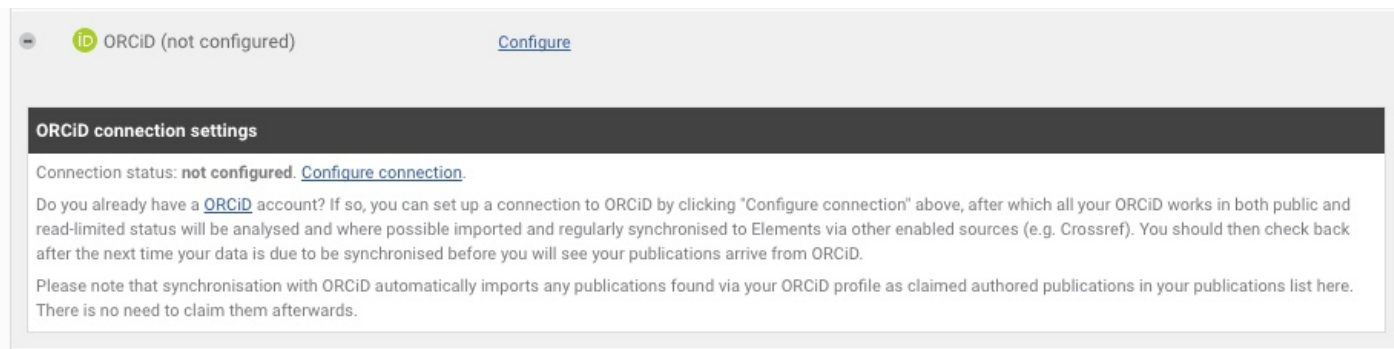 iD ORCiD (not configured) Configure
ORCiD connection settings
Connection status: not configured. Configure connection.
Do you already have a ORCiD account? If so, you can set up a connection to ORCiD by clicking "Configure connection" above, after which all your ORCiD works in both public and
read-limited status will be analysed and where possible imported and regularly synchronised to Elements via other enabled sources (e.g. Crossref). You should then check back
after the next time your data is due to be synchronised before you will see your publications arrive from ORCiD.
Please note that synchronisation with ORCiD automatically imports any publications found via your ORCiD profile as claimed authored publications in your publications list here.
There is no need to claim them afterwards.